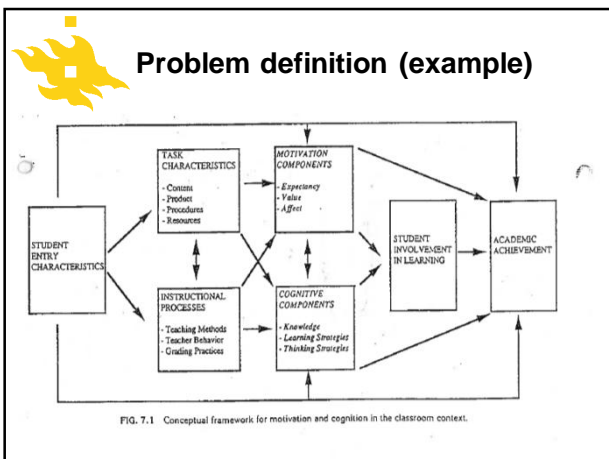 Problem definition (example)
TASK
CHARACTERISTICS
- Content
- Product
- Procedures
- Resources
MOTIVATION
COMPONENTS
- Expectancy
- Value
- Affect
STUDENT
ENTRY
CHARACTERISTICS
STUDENT
INVOLVEMENT
IN LEARNING
ACADEMIC
ACHIEVEMENT
INSTRUCTIONAL
PROCESSES
- Teaching Methods
- Teacher Behavior
- Grading Practices
COGNITIVE
COMPONENTS
- Knowledge
- Learning Strategies
- Thinking Strategies
FIG. 7.1 Conceptual framework for motivation and cognition in the classroom context.